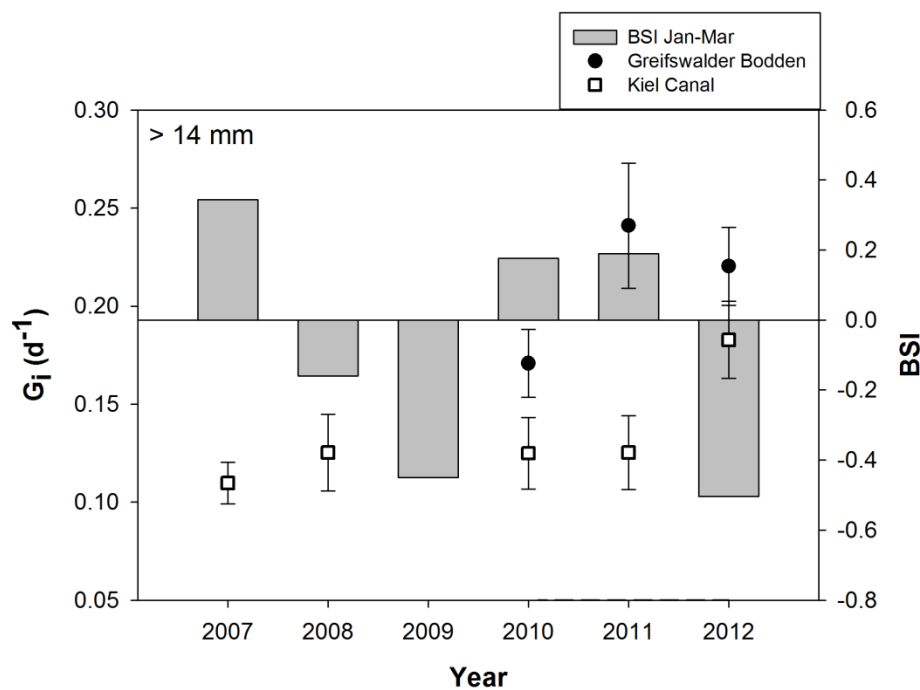 BSI Jan-Mar
Greifswalder Bodden
Kiel Canal
> 14 mm
0.30
0.25
0.20
0.15
0.10
0.05
Gi (d-1)
0.6
0.4
0.2
0.0
-0.2
-0.4
-0.6
-0.8
BSI
2007 2008 2009 2010 2011 2012
Year